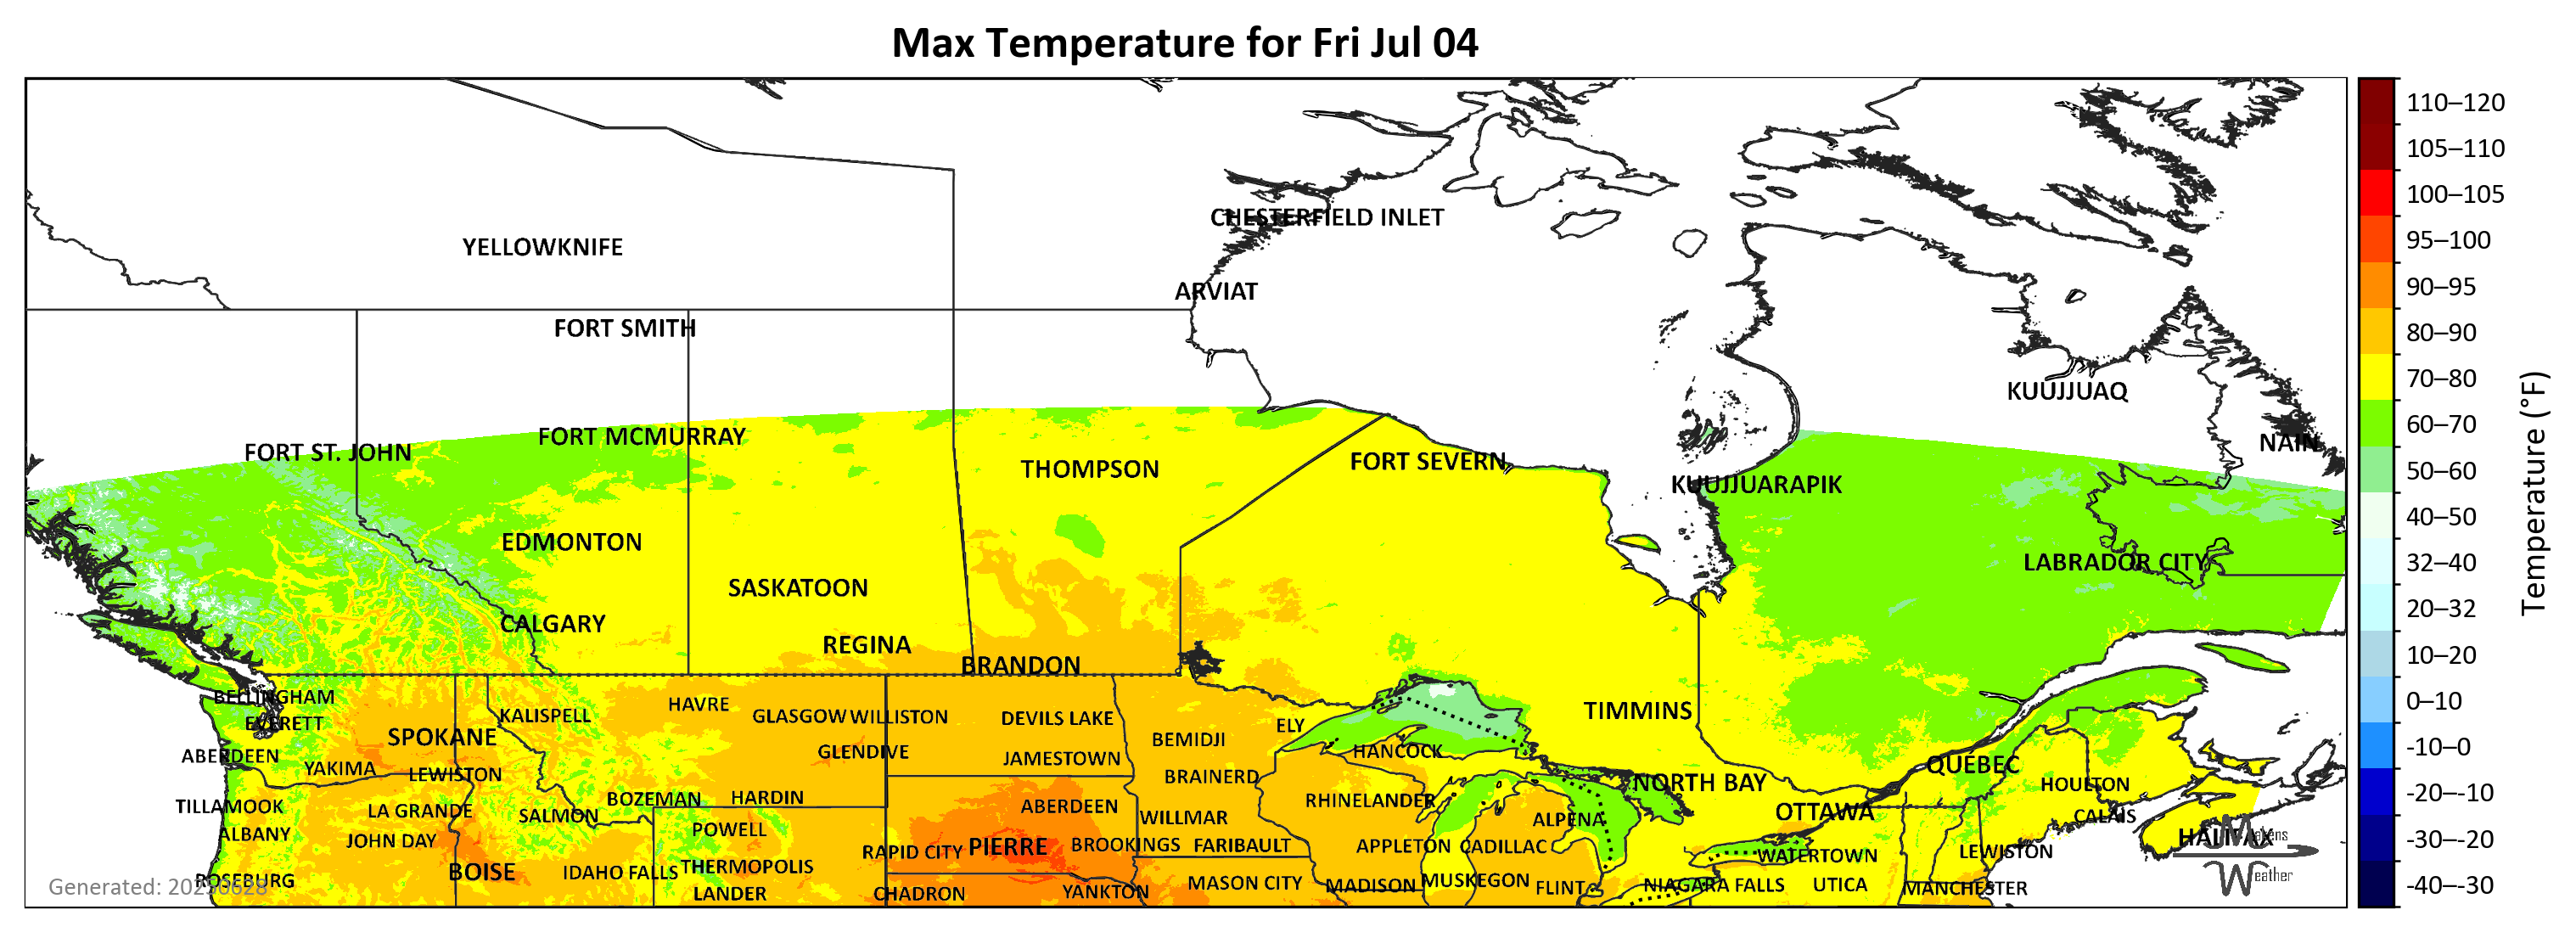 Max Temperature for Fri Jul 04
110–120
105–110
CHESTERFIELD INLET
100–105
YELLOWKNIFE
95–100
ARVIAT
90–95
FORT SMITH
80–90
KUUJJUAQ
70–80
60–70
FORT MCMURRAY
NAIN
FORT ST. JOHN
FORT SEVERN
THOMPSON
50–60
KUUJJUARAPIK
40–50
EDMONTON
LABRADOR CITY
32–40
Temperature (°F)
SASKATOON
20–32
CALGARY
REGINA
BRANDON
10–20
BELLINGHAM
HAVRE
0–10
TIMMINS
KALISPELL
GLASGOW WILLISTON
DEVILS LAKE
EVERETT
ELY
SPOKANE
BEMIDJI
-10–0
GLENDIVE
HANCOCK
ABERDEEN
JAMESTOWN
QUÉBEC
YAKIMA
LEWISTON
BRAINERD
NORTH BAY
HOULTON
-20–-10
BOZEMAN
HARDIN
RHINELANDER
TILLAMOOK
ABERDEEN
LA GRANDE
SALMON
WILLMAR
OTTAWA
CALAIS
ALPENA
ALBANY
POWELL
HALIFAX
-30–-20
JOHN DAY
PIERRE
BROOKINGS
FARIBAULT
APPLETON
CADILLAC
RAPID CITY
WATERTOWN
LEWISTON
BOISE
IDAHO FALLS
THERMOPOLIS
Weather
ROSEBURG
MASON CITY
MADISON
MUSKEGON
FLINT
NIAGARA FALLS
UTICA
MANCHESTER
-40–-30
Generated: 20250628
LANDER
CHADRON
YANKTON